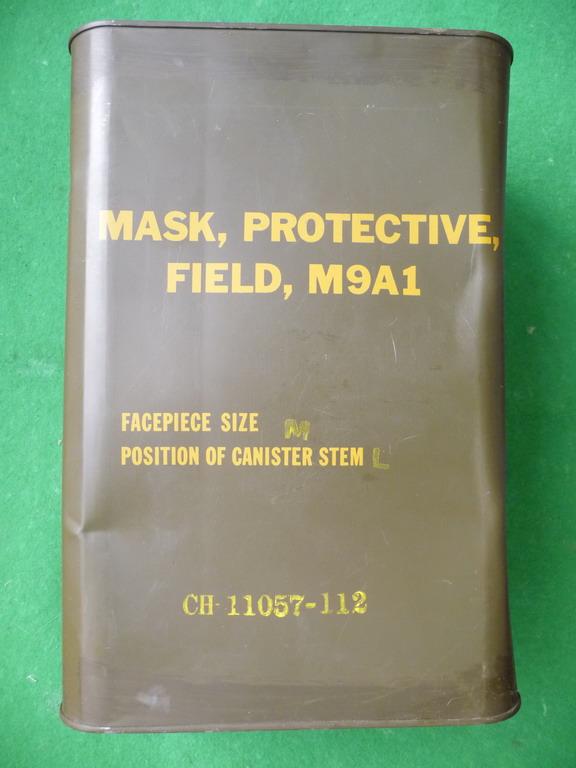 MASK, PROTECTIVE,
FIELD, M9A1
FACEPIECE SIZE M
POSITION OF CANISTER STEM L
CH-11057-112